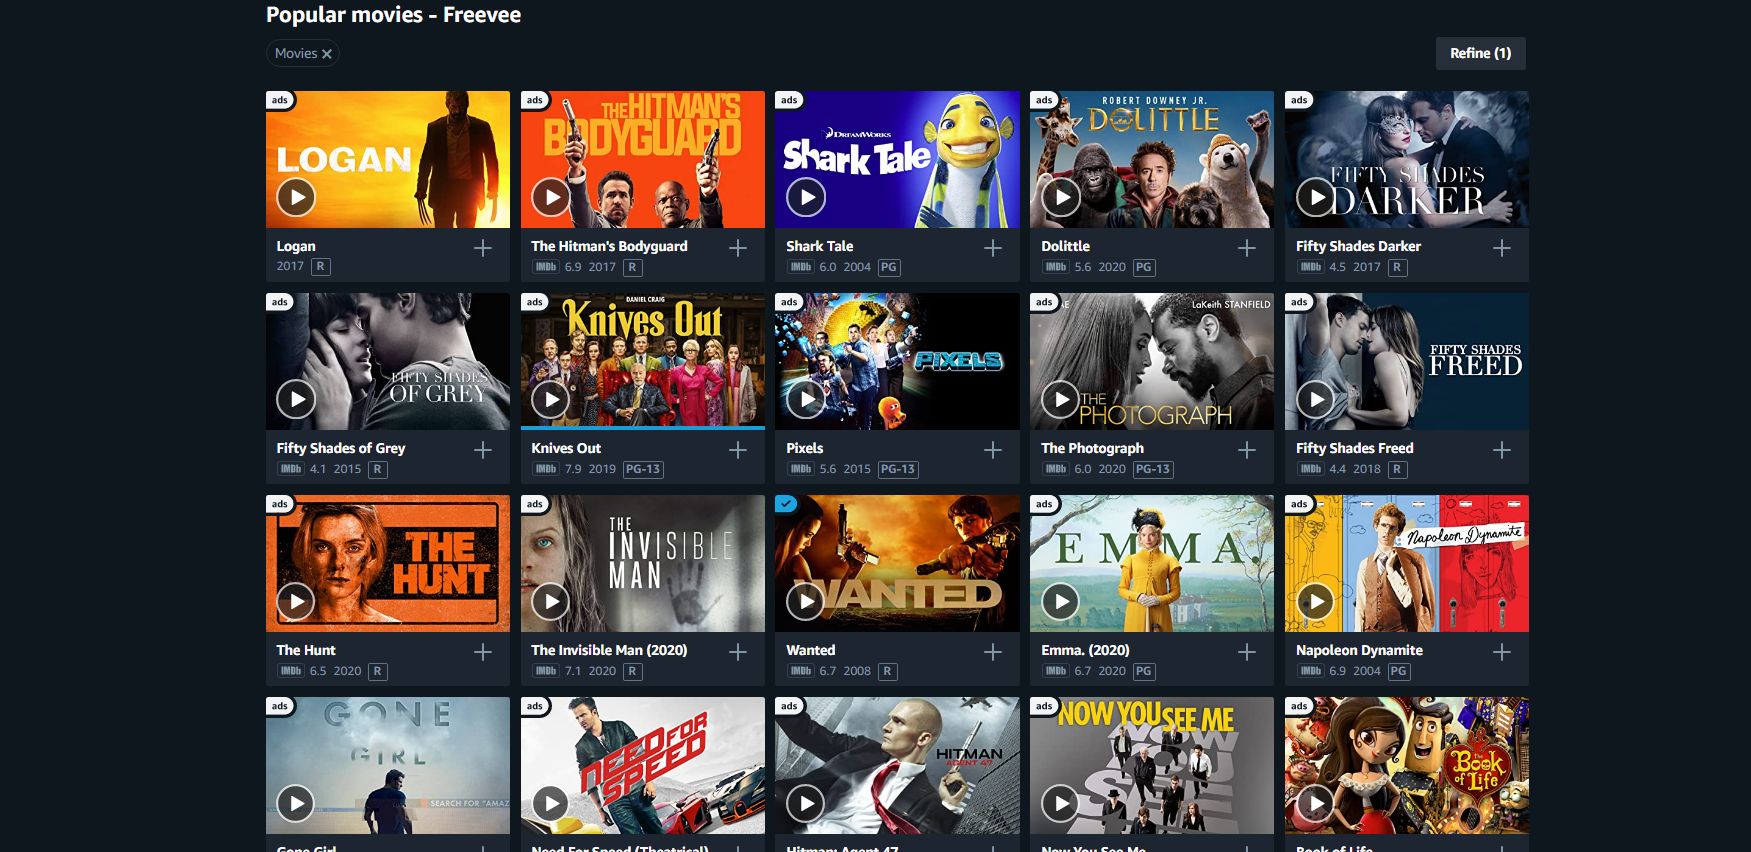 Popular movies - Freevee
Movies ×
Refine (1)
ads
LOGAN
Logan
2017 R
ads
THE HITMAN'S
BODYGUARD
The Hitman's Bodyguard
IMDb 6.9 2017 R
ads
DREAMWORKS
Shark Tale
Shark Tale
IMDb 6.0 2004 PG
ads
ROBERT DOWNEY JR.
DOLITTLE
Dolittle
IMDb 5.6 2020 PG
ads
FIFTY SHADES
DARKER
Fifty Shades Darker
IMDb 4.5 2017 R
ads
FIFTY SHADES
OF GREY
Fifty Shades of Grey
IMDb 4.1 2015 R
ads
DANIEL CRAIG
Knives Out
Knives Out
IMDb 7.9 2019 PG-13
ads
PIXELS
Pixels
IMDb 5.6 2015 PG-13
ads
AE LaKeith STANFIELD
THE
PHOTOGRAPH
The Photograph
IMDb 6.0 2020 PG-13
ads
FIFTY SHADES
FREED
Fifty Shades Freed
IMDb 4.4 2018 R
ads
THE
HUNT
The Hunt
IMDb 6.5 2020 R
ads
THE
INVISIBLE
MAN
The Invisible Man (2020)
IMDb 7.1 2020 R
WANTED
Wanted
IMDb 6.7 2008 R
ads
EMMA.
Emma. (2020)
IMDb 6.7 2020 PG
ads
Napoleon Dynamite
Napoleon Dynamite
IMDb 6.9 2004 PG
ads
GONE
GIRL
SEARCH FOR "AMAZ
Gone Girl
ads
NEED FOR
SPEED
Need For Speed (Theatrical)
ads
HITMAN
AGENT 47
Hitman: Agent 47
ads
NOW YOU SEE ME
NOW
YOU
SEE
Now You See Me
ads
The
Book
of Life
Book of Life